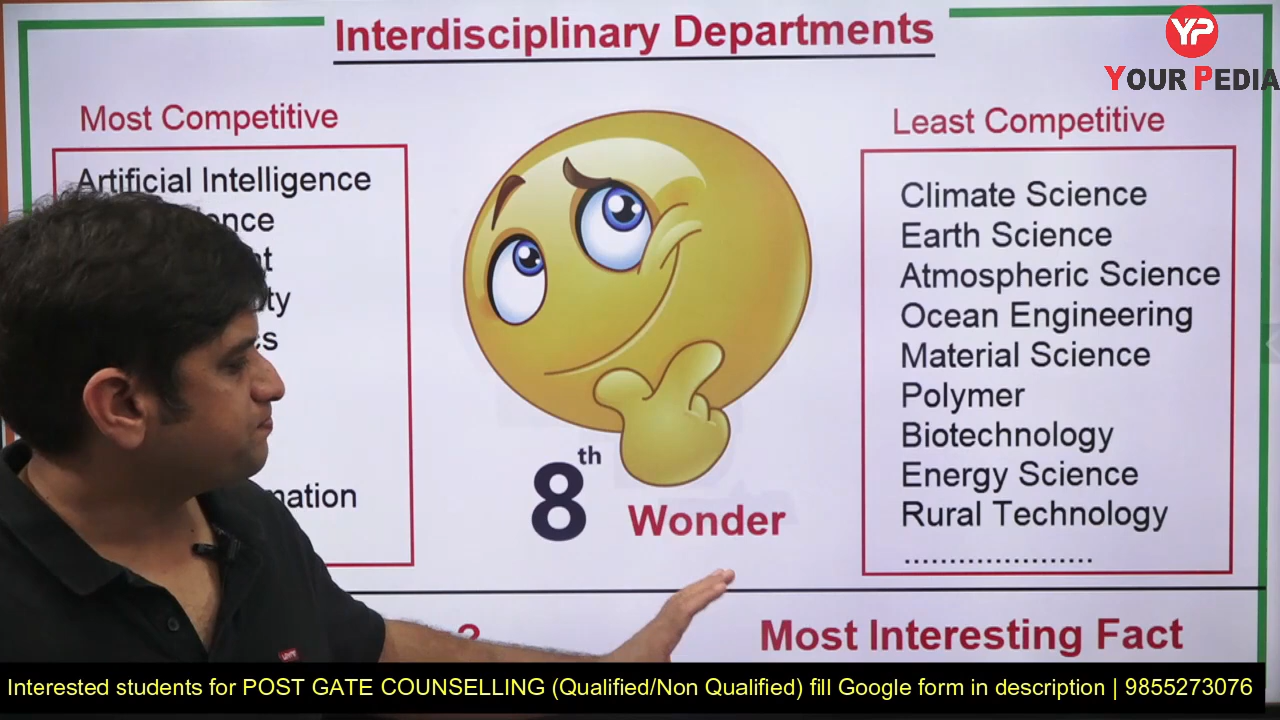 Interdisciplinary Departments
YP
YOUR PEDIA
Most Competitive
Artificial Intelligence
Least Competitive
Climate Science
Earth Science
Atmospheric Science
Ocean Engineering
Material Science
Polymer
Biotechnology
Energy Science
Rural Technology
.....................
8th Wonder
?
Most Interesting Fact
Interested students for POST GATE COUNSELLING (Qualified/Non Qualified) fill Google form in description | 9855273076